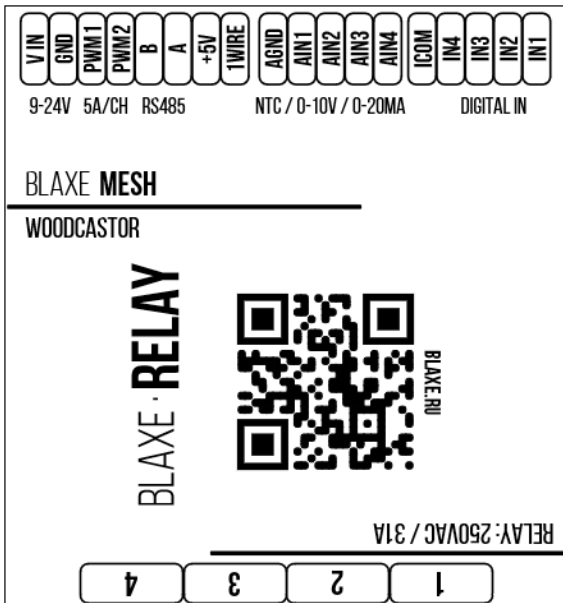 V IN GND PWM1 PWM2 B A +5V 1WIRE AGND AIN1 AIN2 AIN3 AIN4 ICOM IN4 IN3 IN2 IN1
9-24V 5A/CH RS485 NTC / 0-10V / 0-20MA DIGITAL IN
BLAXE MESH
WOODCASTOR
BLAXE · RELAY
BLAXE.RU
RELAY: 250VAC / 31A
4 3 2 1